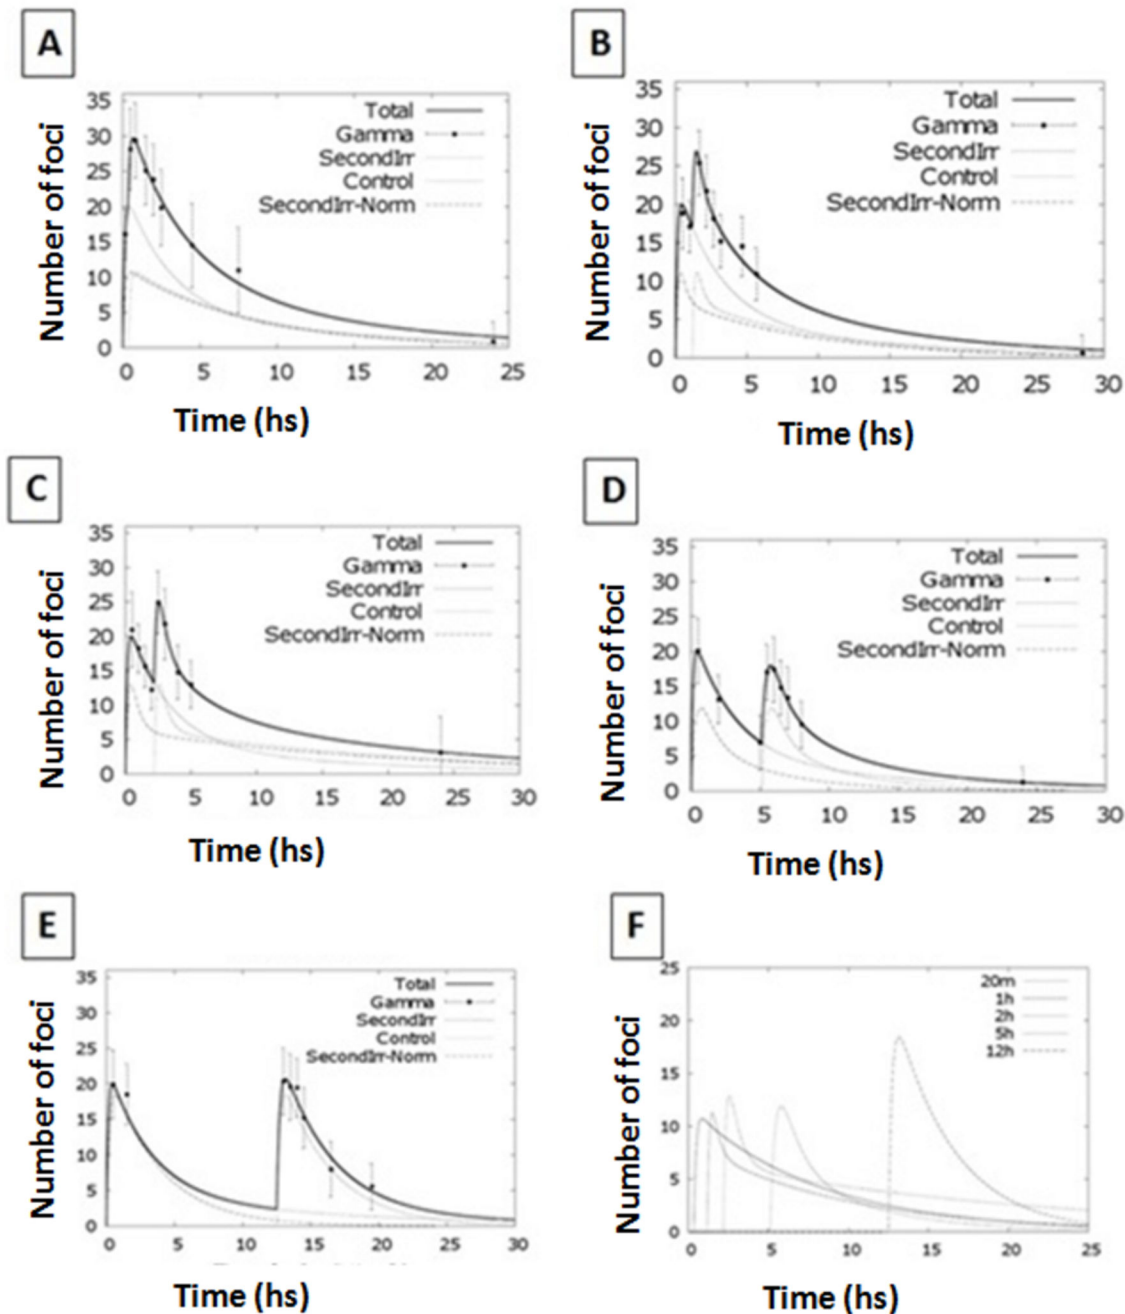 A
B
35
30
25
20
15
10
5
0
Number of foci
Total
Gamma
SecondIrr
Control
SecondIrr-Norm
0 5 10 15 20 25
Time (hs)
35
30
25
20
15
10
5
0
Number of foci
Total
Gamma
SecondIrr
Control
SecondIrr-Norm
0 5 10 15 20 25 30
Time (hs)
C
D
35
30
25
20
15
10
5
0
Number of foci
Total
Gamma
SecondIrr
Control
SecondIrr-Norm
0 5 10 15 20 25 30
Time (hs)
35
30
25
20
15
10
5
0
Number of foci
Total
Gamma
SecondIrr
Control
SecondIrr-Norm
0 5 10 15 20 25 30
Time (hs)
E
F
35
30
25
20
15
10
5
0
Number of foci
Total
Gamma
SecondIrr
Control
SecondIrr-Norm
0 5 10 15 20 25 30
Time (hs)
25
20
15
10
5
0
Number of foci
20m
1h
2h
5h
12h
0 5 10 15 20 25
Time (hs)